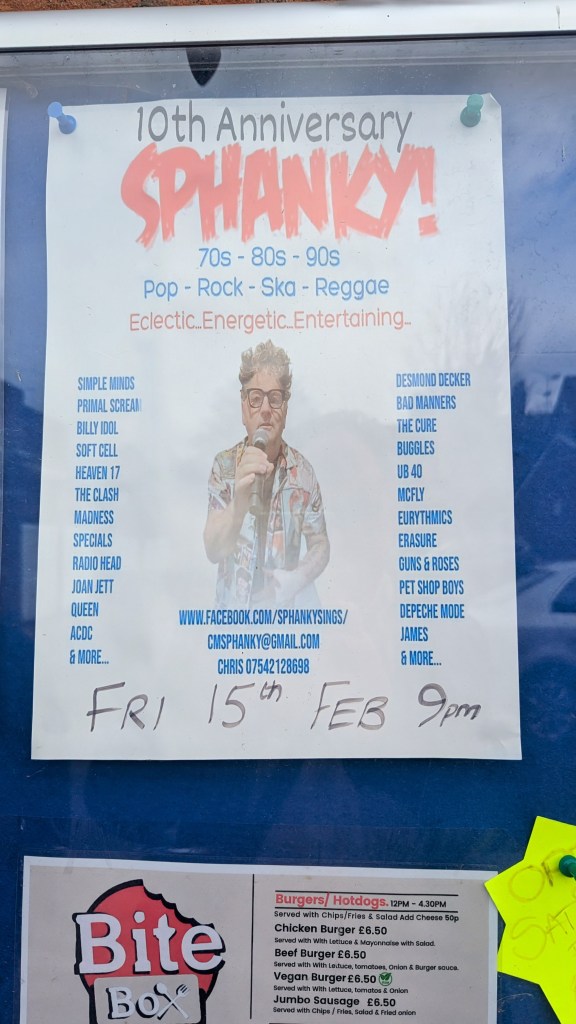 10th Anniversary
SPHANKY!
70s - 80s - 90s
Pop - Rock - Ska - Reggae
Eclectic...Energetic...Entertaining...
SIMPLE MINDS
PRIMAL SCREAM
BILLY IDOL
SOFT CELL
HEAVEN 17
THE CLASH
MADNESS
SPECIALS
RADIO HEAD
JOAN JETT
QUEEN
ACDC
& MORE...
DESMOND DECKER
BAD MANNERS
THE CURE
BUGGLES
UB 40
MCFLY
EURYTHMICS
ERASURE
GUNS & ROSES
PET SHOP BOYS
DEPECHE MODE
JAMES
& MORE...
WWW.FACEBOOK.COM/SPHANKYSINGS/
CMSPHANKY@GMAIL.COM
CHRIS 07542128698
FRI 15th FEB 9pm
Bite
Box
Burgers/ Hotdogs. 12PM - 4.30PM
Served with Chips/Fries & Salad Add Cheese 50p
Chicken Burger £6.50
Served with With Lettuce & Mayonnaise with Salad.
Beef Burger £6.50
Served with With Lettuce, tomatoes, Onion & Burger sauce.
Vegan Burger £6.50
Served with With Lettuce, tomatos & Onion
Jumbo Sausage £6.50
Served with Chips / Fries, Salad & Fried onion